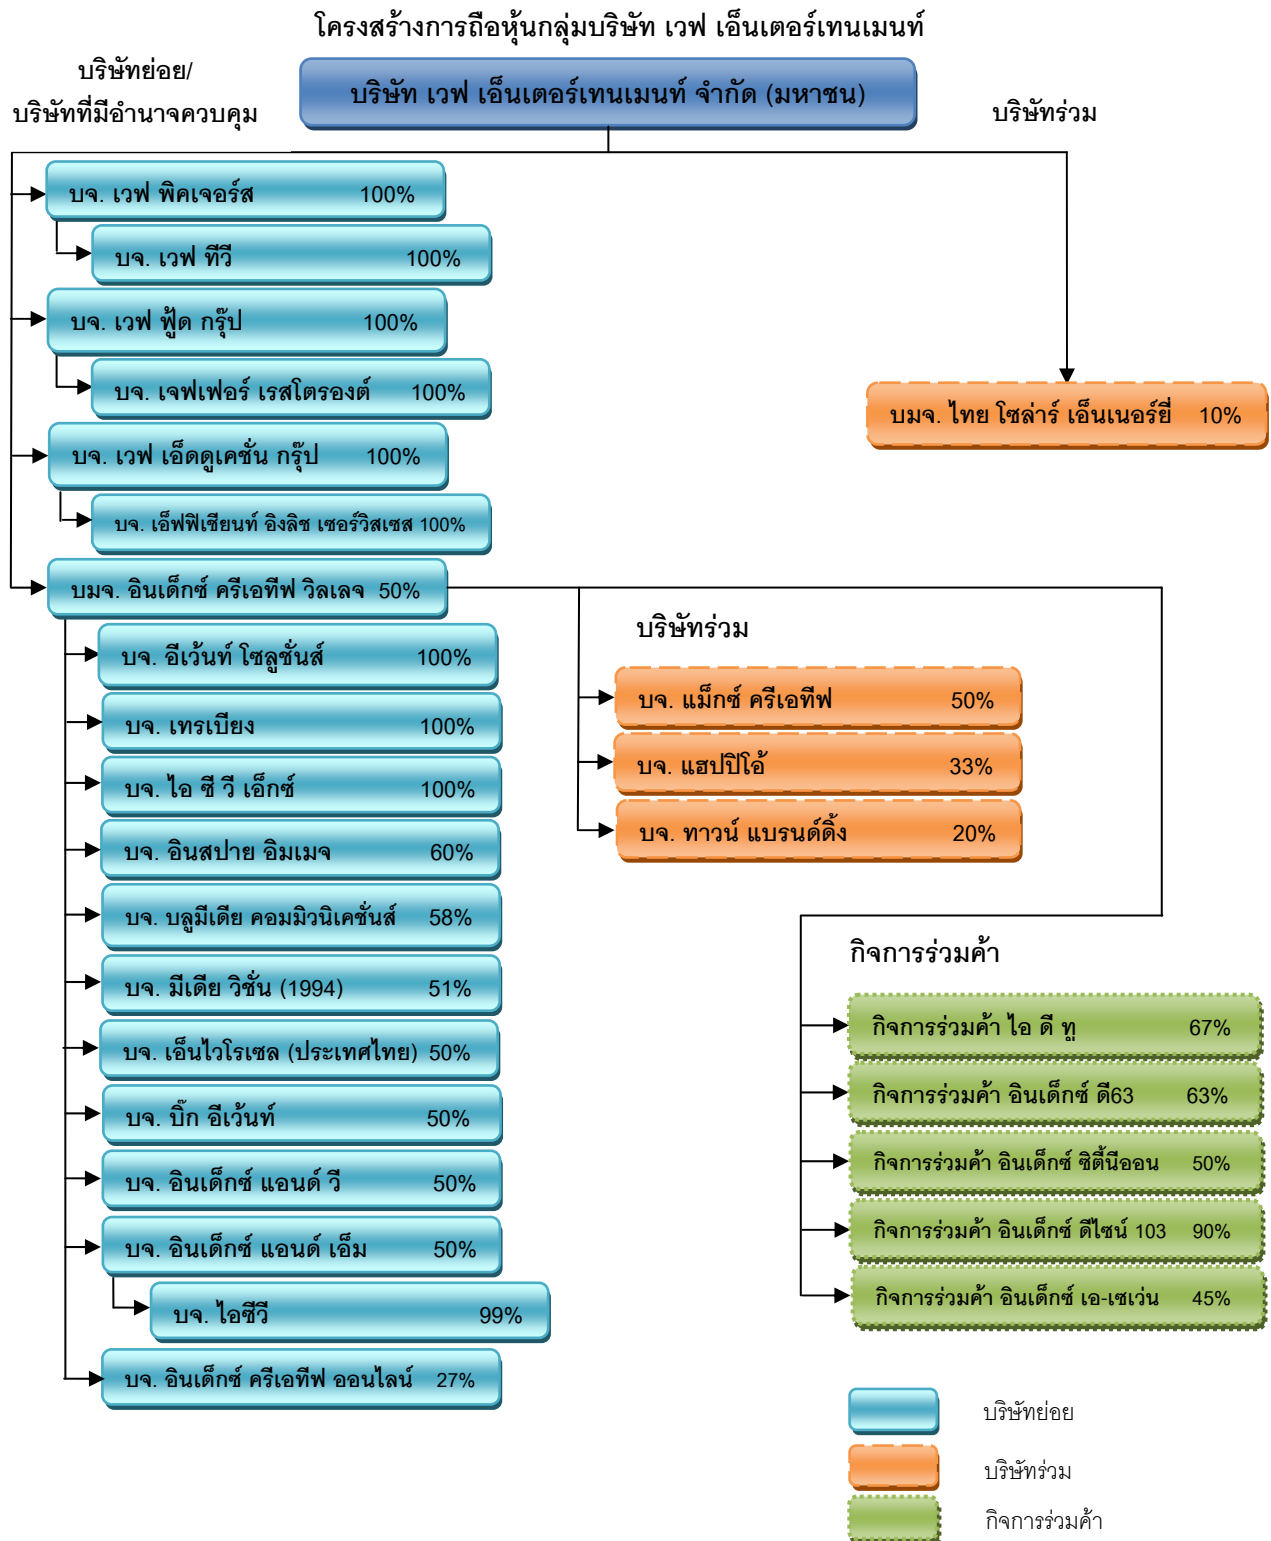 โครงสร้างการถือหุ้นกลุ่มบริษัท เวฟ เอ็นเตอร์เทนเมนท์
บริษัทย่อย/
บริษัทที่มีอำนาจควบคุม
บริษัท เวฟ เอ็นเตอร์เทนเมนท์ จำกัด (มหาชน)
บริษัทร่วม
บจ. เวฟ พิคเจอร์ส 100%
บจ. เวฟ ทีวี 100%
บจ. เวฟ ฟู้ด กรุ๊ป 100%
บจ. เจฟเฟอร์ เรสโตรองต์ 100%
บมจ. ไทย โซล่าร์ เอ็นเนอร์ยี่ 10%
บจ. เวฟ เอ็ดดูเคชั่น กรุ๊ป 100%
บจ. เอ็ฟฟิเชียนท์ อิงลิช เซอร์วิสเซส 100%
บมจ. อินเด็กซ์ ครีเอทีฟ วิลเลจ 50%
บจ. อีเว้นท์ โซลูชั่นส์ 100%
บจ. เทรเบียง 100%
บจ. ไอ ซี วี เอ็กซ์ 100%
บจ. อินสปาย อิมเมจ 60%
บจ. บลูมีเดีย คอมมิวนิเคชั่นส์ 58%
บจ. มีเดีย วิชั่น (1994) 51%
บจ. เอ็นไวโรเซล (ประเทศไทย) 50%
บจ. บิ๊ก อีเว้นท์ 50%
บจ. อินเด็กซ์ แอนด์ วี 50%
บจ. อินเด็กซ์ แอนด์ เอ็ม 50%
บจ. ไอซีวี 99%
บจ. อินเด็กซ์ ครีเอทีฟ ออนไลน์ 27%
บริษัทร่วม
บจ. แม็กซ์ ครีเอทีฟ 50%
บจ. แฮปปิโอ้ 33%
บจ. ทาวน์ แบรนด์ดิ้ง 20%
กิจการร่วมค้า
กิจการร่วมค้า ไอ ดี ทู 67%
กิจการร่วมค้า อินเด็กซ์ ดี63 63%
กิจการร่วมค้า อินเด็กซ์ ซิตี้นีออน 50%
กิจการร่วมค้า อินเด็กซ์ ดีไซน์ 103 90%
กิจการร่วมค้า อินเด็กซ์ เอ-เซเว่น 45%
บริษัทย่อย
บริษัทร่วม
กิจการร่วมค้า